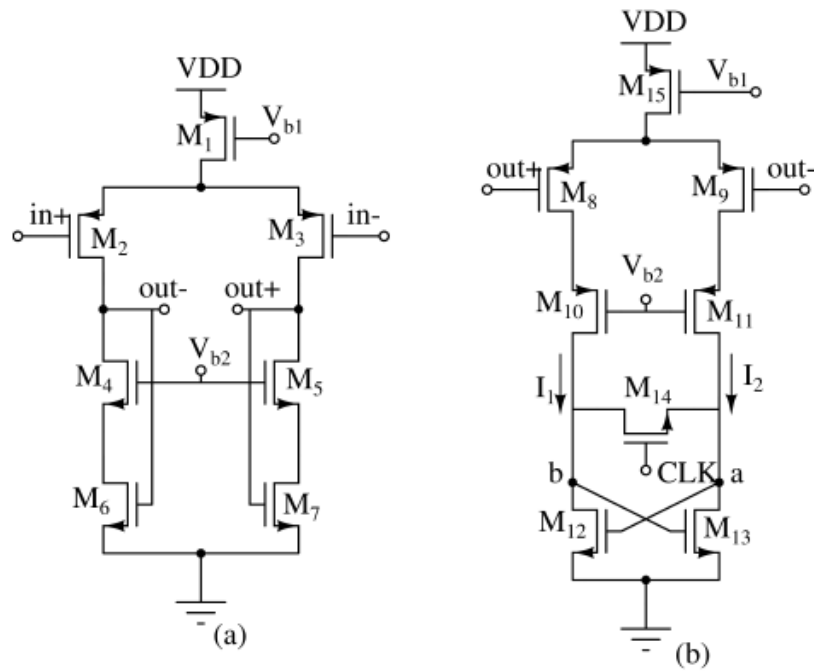 VDD
M1
Vb1
in+
M2
M3
in-
out-
out+
M4
Vb2
M5
M6
M7
(a)
VDD
M15
Vb1
out+
M8
M9
out-
M10
Vb2
M11
I1
M14
I2
b
CLK
a
M12
M13
(b)